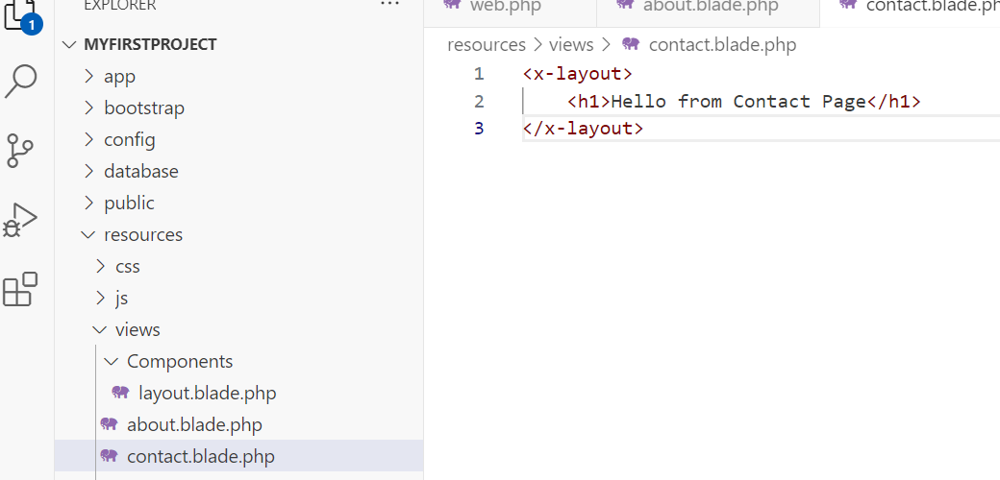 1
EXPLORER
...
MYFIRSTPROJECT
app
bootstrap
config
database
public
resources
css
js
views
Components
layout.blade.php
about.blade.php
contact.blade.php
web.php about.blade.php contact.blade.ph
resources > views > contact.blade.php
1 <x-layout>
2 <h1>Hello from Contact Page</h1>
3 </x-layout>